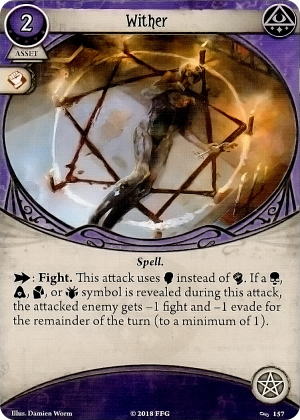 Wither
2
ASSET
Spell.
: Fight. This attack uses instead of . If a ,
, , or symbol is revealed during this attack,
the attacked enemy gets –1 fight and –1 evade for
the remainder of the turn (to a minimum of 1).
Illus. Damien Worm
© 2018 FFG
157